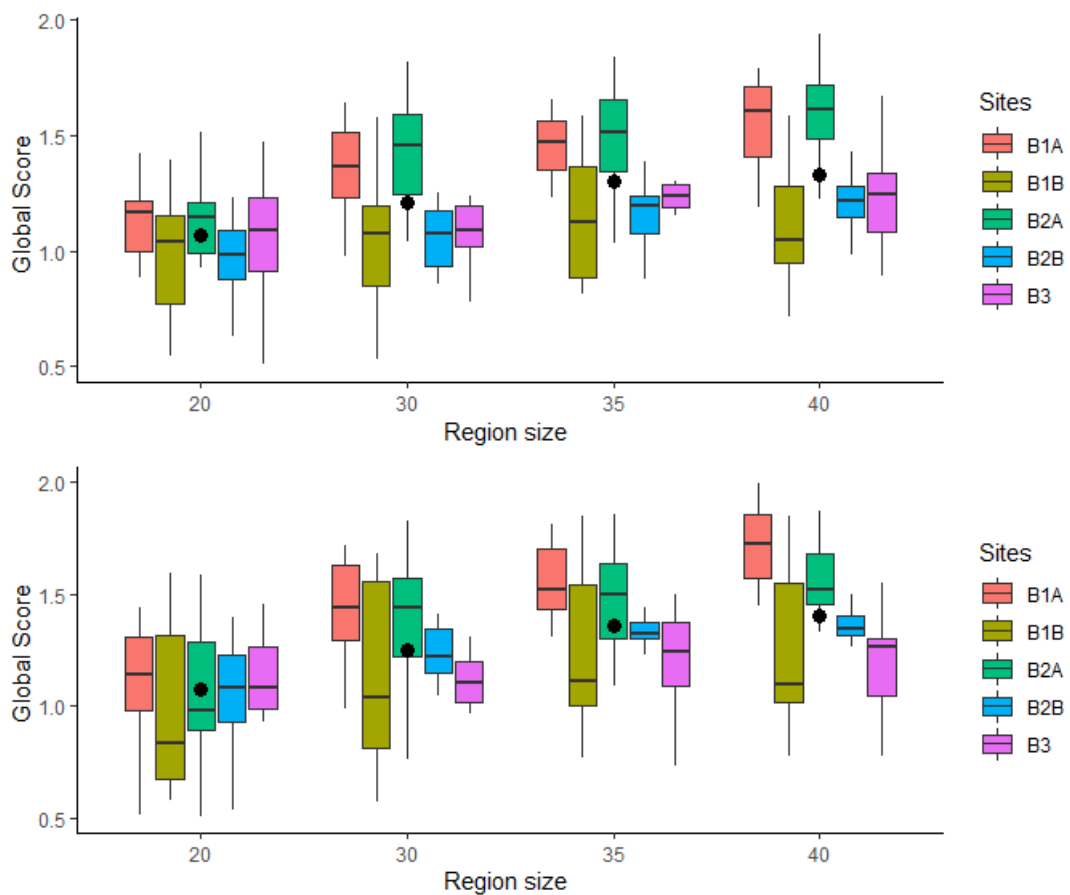 2.0
1.5
1.0
0.5
Global Score
20 30 35 40
Region size
Sites
B1A
B1B
B2A
B2B
B3
2.0
1.5
1.0
0.5
Global Score
20 30 35 40
Region size
Sites
B1A
B1B
B2A
B2B
B3